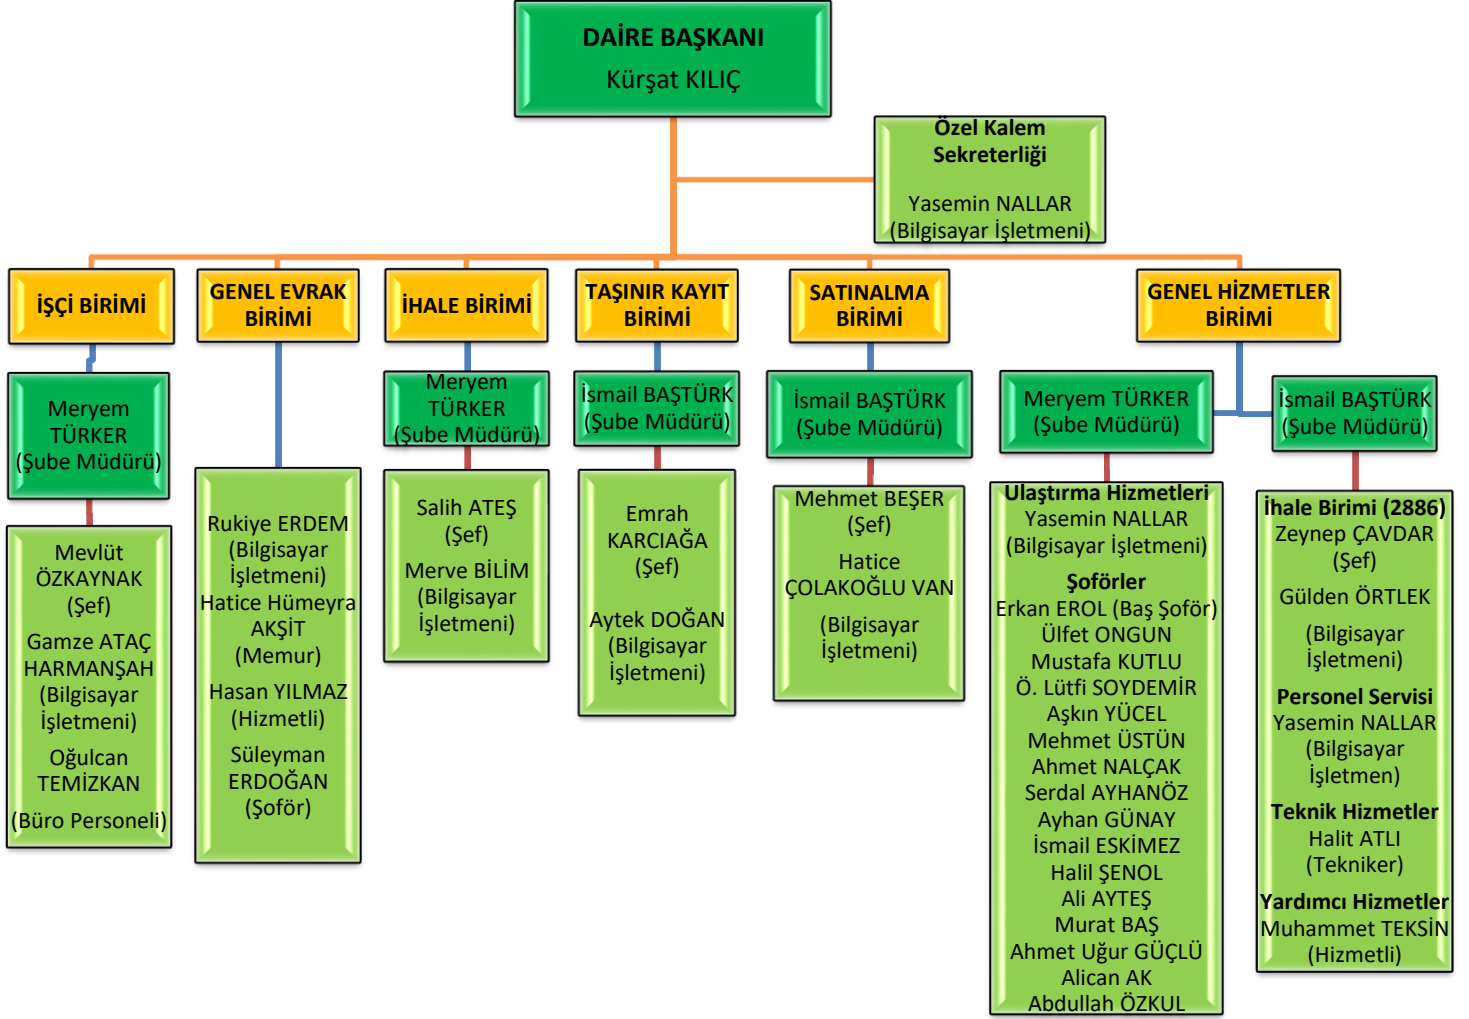 DAİRE BAŞKANI
Kürşat KILIÇ
Özel Kalem
Sekreterliği
Yasemin NALLAR
(Bilgisayar İşletmeni)
İŞÇİ BİRİMİ
GENEL EVRAK
BİRİMİ
İHALE BİRİMİ
TAŞINIR KAYIT
BİRİMİ
SATINALMA
BİRİMİ
GENEL HİZMETLER
BİRİMİ
Meryem
TÜRKER
(Şube Müdürü)
Mevlüt
ÖZKAYNAK
(Şef)
Gamze ATAÇ
HARMANŞAH
(Bilgisayar
İşletmeni)
Oğulcan
TEMİZKAN
(Büro Personeli)
Rukiye ERDEM
(Bilgisayar
İşletmeni)
Hatice Hümeyra
AKŞİT
(Memur)
Hasan YILMAZ
(Hizmetli)
Süleyman
ERDOĞAN
(Şoför)
Meryem
TÜRKER
(Şube Müdürü)
Salih ATEŞ
(Şef)
Merve BİLİM
(Bilgisayar
İşletmeni)
İsmail BAŞTÜRK
(Şube Müdürü)
Emrah
KARCIAĞA
(Şef)
Aytek DOĞAN
(Bilgisayar
İşletmeni)
İsmail BAŞTÜRK
(Şube Müdürü)
Mehmet BEŞER
(Şef)
Hatice
ÇOLAKOĞLU VAN
(Bilgisayar
İşletmeni)
Meryem TÜRKER
(Şube Müdürü)
Ulaştırma Hizmetleri
Yasemin NALLAR
(Bilgisayar İşletmeni)
Şoförler
Erkan EROL (Baş Şoför)
Ülfet ONGUN
Mustafa KUTLU
Ö. Lütfi SOYDEMİR
Aşkın YÜCEL
Mehmet ÜSTÜN
Ahmet NALÇAK
Serdal AYHANÖZ
Ayhan GÜNAY
İsmail ESKİMEZ
Halil ŞENOL
Ali AYTEŞ
Murat BAŞ
Ahmet Uğur GÜÇLÜ
Alican AK
Abdullah ÖZKUL
İsmail BAŞTÜRK
(Şube Müdürü)
İhale Birimi (2886)
Zeynep ÇAVDAR
(Şef)
Gülden ÖRTLEK
(Bilgisayar
İşletmeni)
Personel Servisi
Yasemin NALLAR
(Bilgisayar
İşletmen)
Teknik Hizmetler
Halit ATLI
(Tekniker)
Yardımcı Hizmetler
Muhammet TEKSİN
(Hizmetli)